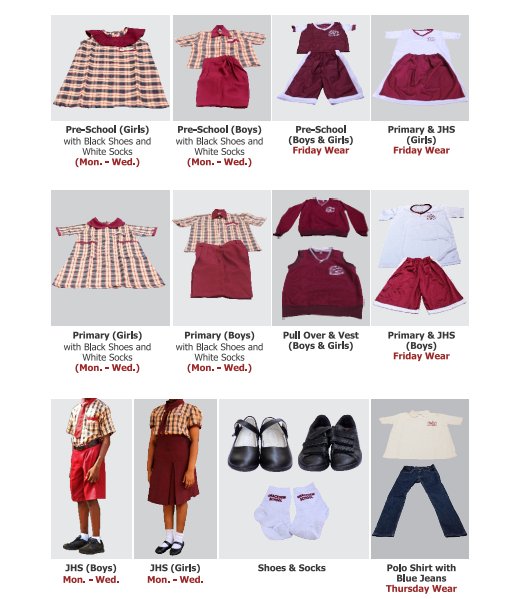 Pre-School (Girls)
with Black Shoes and
White Socks
(Mon. - Wed.)
Pre-School (Boys)
with Black Shoes and
White Socks
(Mon. - Wed.)
Pre-School
(Boys & Girls)
Friday Wear
Primary & JHS
(Girls)
Friday Wear
Primary (Girls)
with Black Shoes and
White Socks
(Mon. - Wed.)
Primary (Boys)
with Black Shoes and
White Socks
(Mon. - Wed.)
Pull Over & Vest
(Boys & Girls)
Primary & JHS
(Boys)
Friday Wear
SCHOOL
SCHOOL
JHS (Boys)
Mon. - Wed.
JHS (Girls)
Mon. - Wed.
Shoes & Socks
Polo Shirt with
Blue Jeans
Thursday Wear